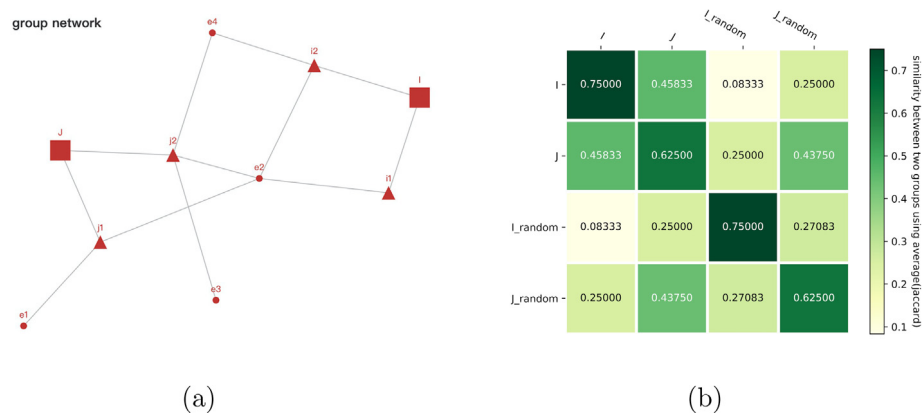 group network
e4
i2
I
J
j2
e2
i1
j1
e3
e1
(a)
I J I_random J_random
I 0.75000 0.45833 0.08333 0.25000
J 0.45833 0.62500 0.25000 0.43750
I_random 0.08333 0.25000 0.75000 0.27083
J_random 0.25000 0.43750 0.27083 0.62500
0.7
0.6
0.5
0.4
0.3
0.2
0.1
similarity between two groups using average(jaccard)
(b)